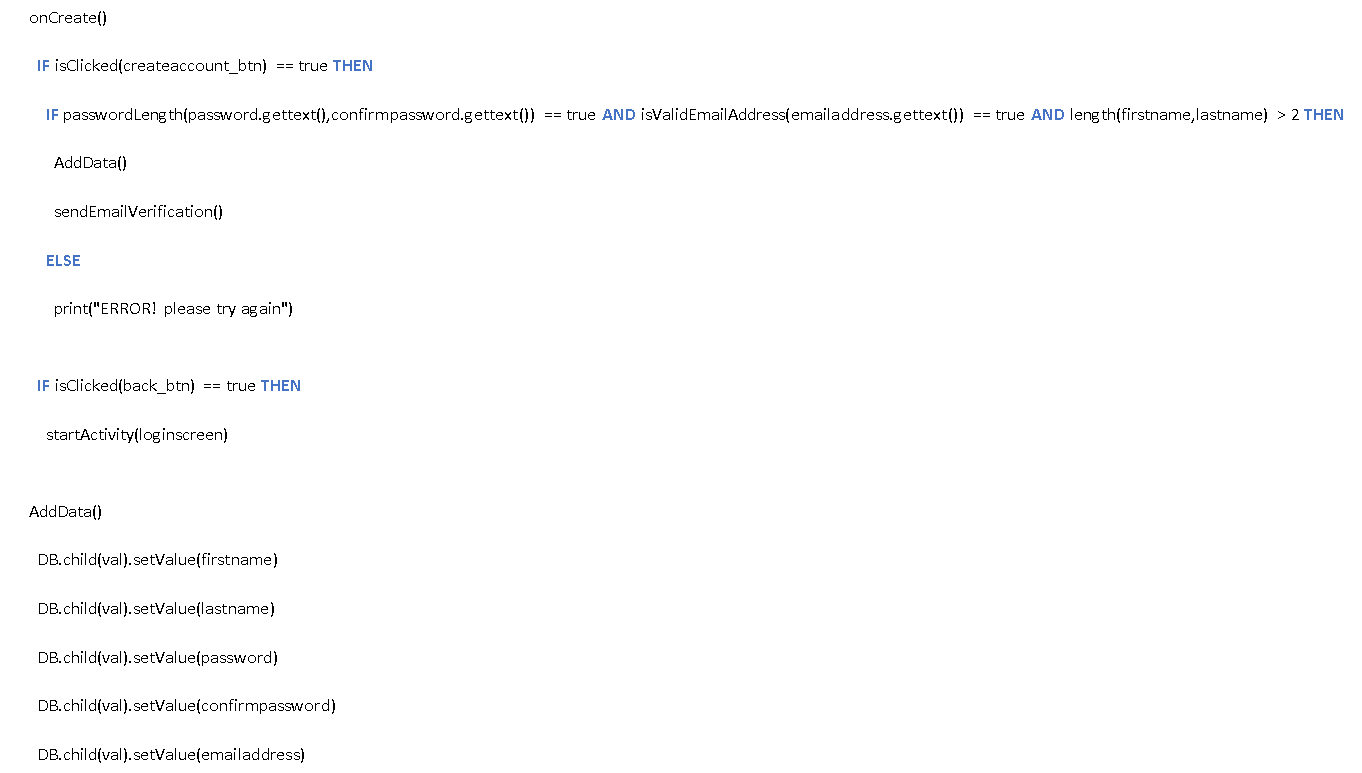 onCreate()
IF isClicked(createaccount_btn) == true THEN
IF passwordLength(password.gettext(),confirmpassword.gettext()) == true AND isValidEmailAddress(emailaddress.gettext()) == true AND length(firstname,lastname) > 2 THEN
AddData()
sendEmailVerification()
ELSE
print("ERROR! please try again")
IF isClicked(back_btn) == true THEN
startActivity(loginscreen)
AddData()
DB.child(val).setValue(firstname)
DB.child(val).setValue(lastname)
DB.child(val).setValue(password)
DB.child(val).setValue(confirmpassword)
DB.child(val).setValue(emailaddress)